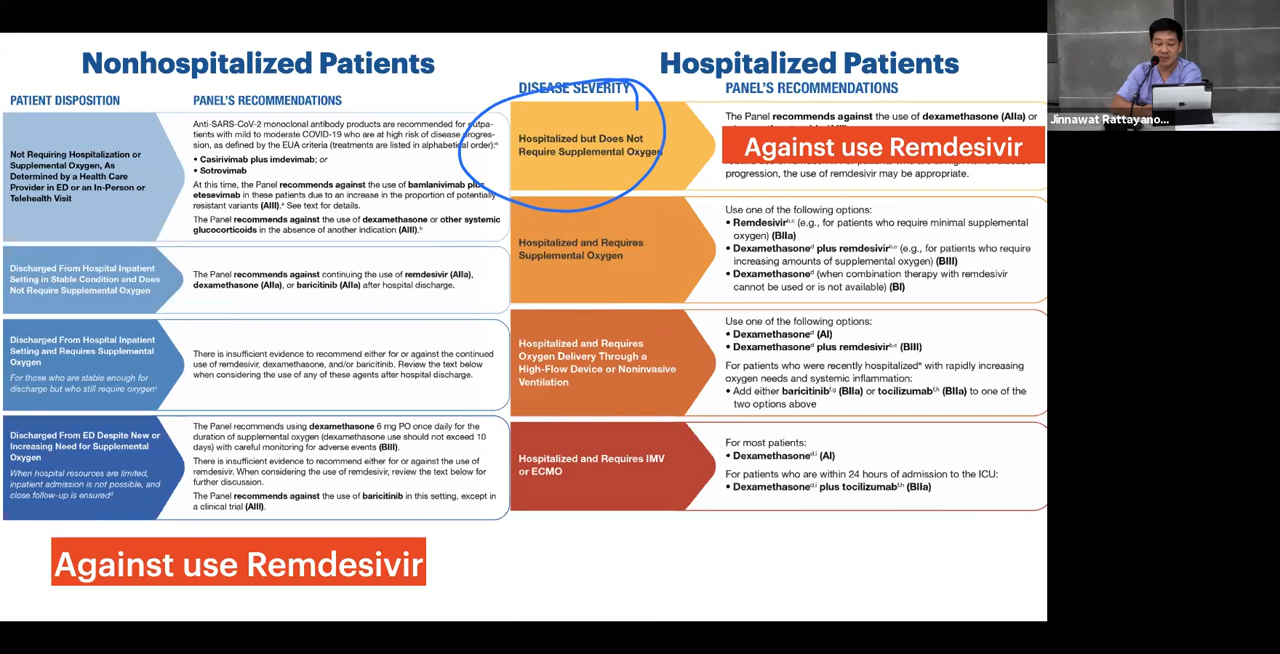 Nonhospitalized Patients
PATIENT DISPOSITION
PANEL'S RECOMMENDATIONS
Not Requiring Hospitalization or
Supplemental Oxygen, As
Determined by a Health Care
Provider in ED or an In-Person or
Telehealth Visit
Anti-SARS-CoV-2 monoclonal antibody products are recommended for outpa-
tients with mild to moderate COVID-19 who are at high risk of disease progres-
sion, as defined by the EUA criteria (treatments are listed in alphabetical order):ᵃ
• Casirivimab plus imdevimab; or
• Sotrovimab
At this time, the Panel recommends against the use of bamlanivimab plus
etesevimab in these patients due to an increase in the proportion of potentially
resistant variants (AIII).ᵃ See text for details.
The Panel recommends against the use of dexamethasone or other systemic
glucocorticoids in the absence of another indication (AIII).ᵇ
Discharged From Hospital Inpatient
Setting in Stable Condition and Does
Not Require Supplemental Oxygen
The Panel recommends against continuing the use of remdesivir (AIIa),
dexamethasone (AIIa), or baricitinib (AIIa) after hospital discharge.
Discharged From Hospital Inpatient
Setting and Requires Supplemental
Oxygen
For those who are stable enough for
discharge but who still require oxygenᶜ
There is insufficient evidence to recommend either for or against the continued
use of remdesivir, dexamethasone, and/or baricitinib. Review the text below
when considering the use of any of these agents after hospital discharge.
Discharged From ED Despite New or
Increasing Need for Supplemental
Oxygen
When hospital resources are limited,
inpatient admission is not possible, and
close follow-up is ensuredᵈ
The Panel recommends using dexamethasone 6 mg PO once daily for the
duration of supplemental oxygen (dexamethasone use should not exceed 10
days) with careful monitoring for adverse events (BIII).
There is insufficient evidence to recommend either for or against the use of
remdesivir. When considering the use of remdesivir, review the text below for
further discussion.
The Panel recommends against the use of baricitinib in this setting, except in
a clinical trial (AIII).
Against use Remdesivir
Hospitalized Patients
DISEASE SEVERITY
PANEL'S RECOMMENDATIONS
Hospitalized but Does Not
Require Supplemental Oxygen
The Panel recommends against the use of dexamethasone (AIIa) or
Against use Remdesivir
progression, the use of remdesivir may be appropriate.
Hospitalized and Requires
Supplemental Oxygen
Use one of the following options:
• Remdesivirᵇ,ᶜ (e.g., for patients who require minimal supplemental
oxygen) (BIIa)
• Dexamethasoneᵈ plus remdesivirᵇ,ᶜ (e.g., for patients who require
increasing amounts of supplemental oxygen) (BIII)
• Dexamethasoneᵈ (when combination therapy with remdesivir
cannot be used or is not available) (BI)
Hospitalized and Requires
Oxygen Delivery Through a
High-Flow Device or Noninvasive
Ventilation
Use one of the following options:
• Dexamethasoneᵈ (AI)
• Dexamethasoneᵈ plus remdesivirᵇ,ᶜ (BIII)
For patients who were recently hospitalizedᵉ with rapidly increasing
oxygen needs and systemic inflammation:
• Add either baricitinibᶠ,ᵍ (BIIa) or tocilizumabᶠ,ʰ (BIIa) to one of the
two options above
Hospitalized and Requires IMV
or ECMO
For most patients:
• Dexamethasoneᵈ,ⁱ (AI)
For patients who are within 24 hours of admission to the ICU:
• Dexamethasoneᵈ,ⁱ plus tocilizumabᶠ,ʰ (BIIa)
Jinnawat Rattayano...